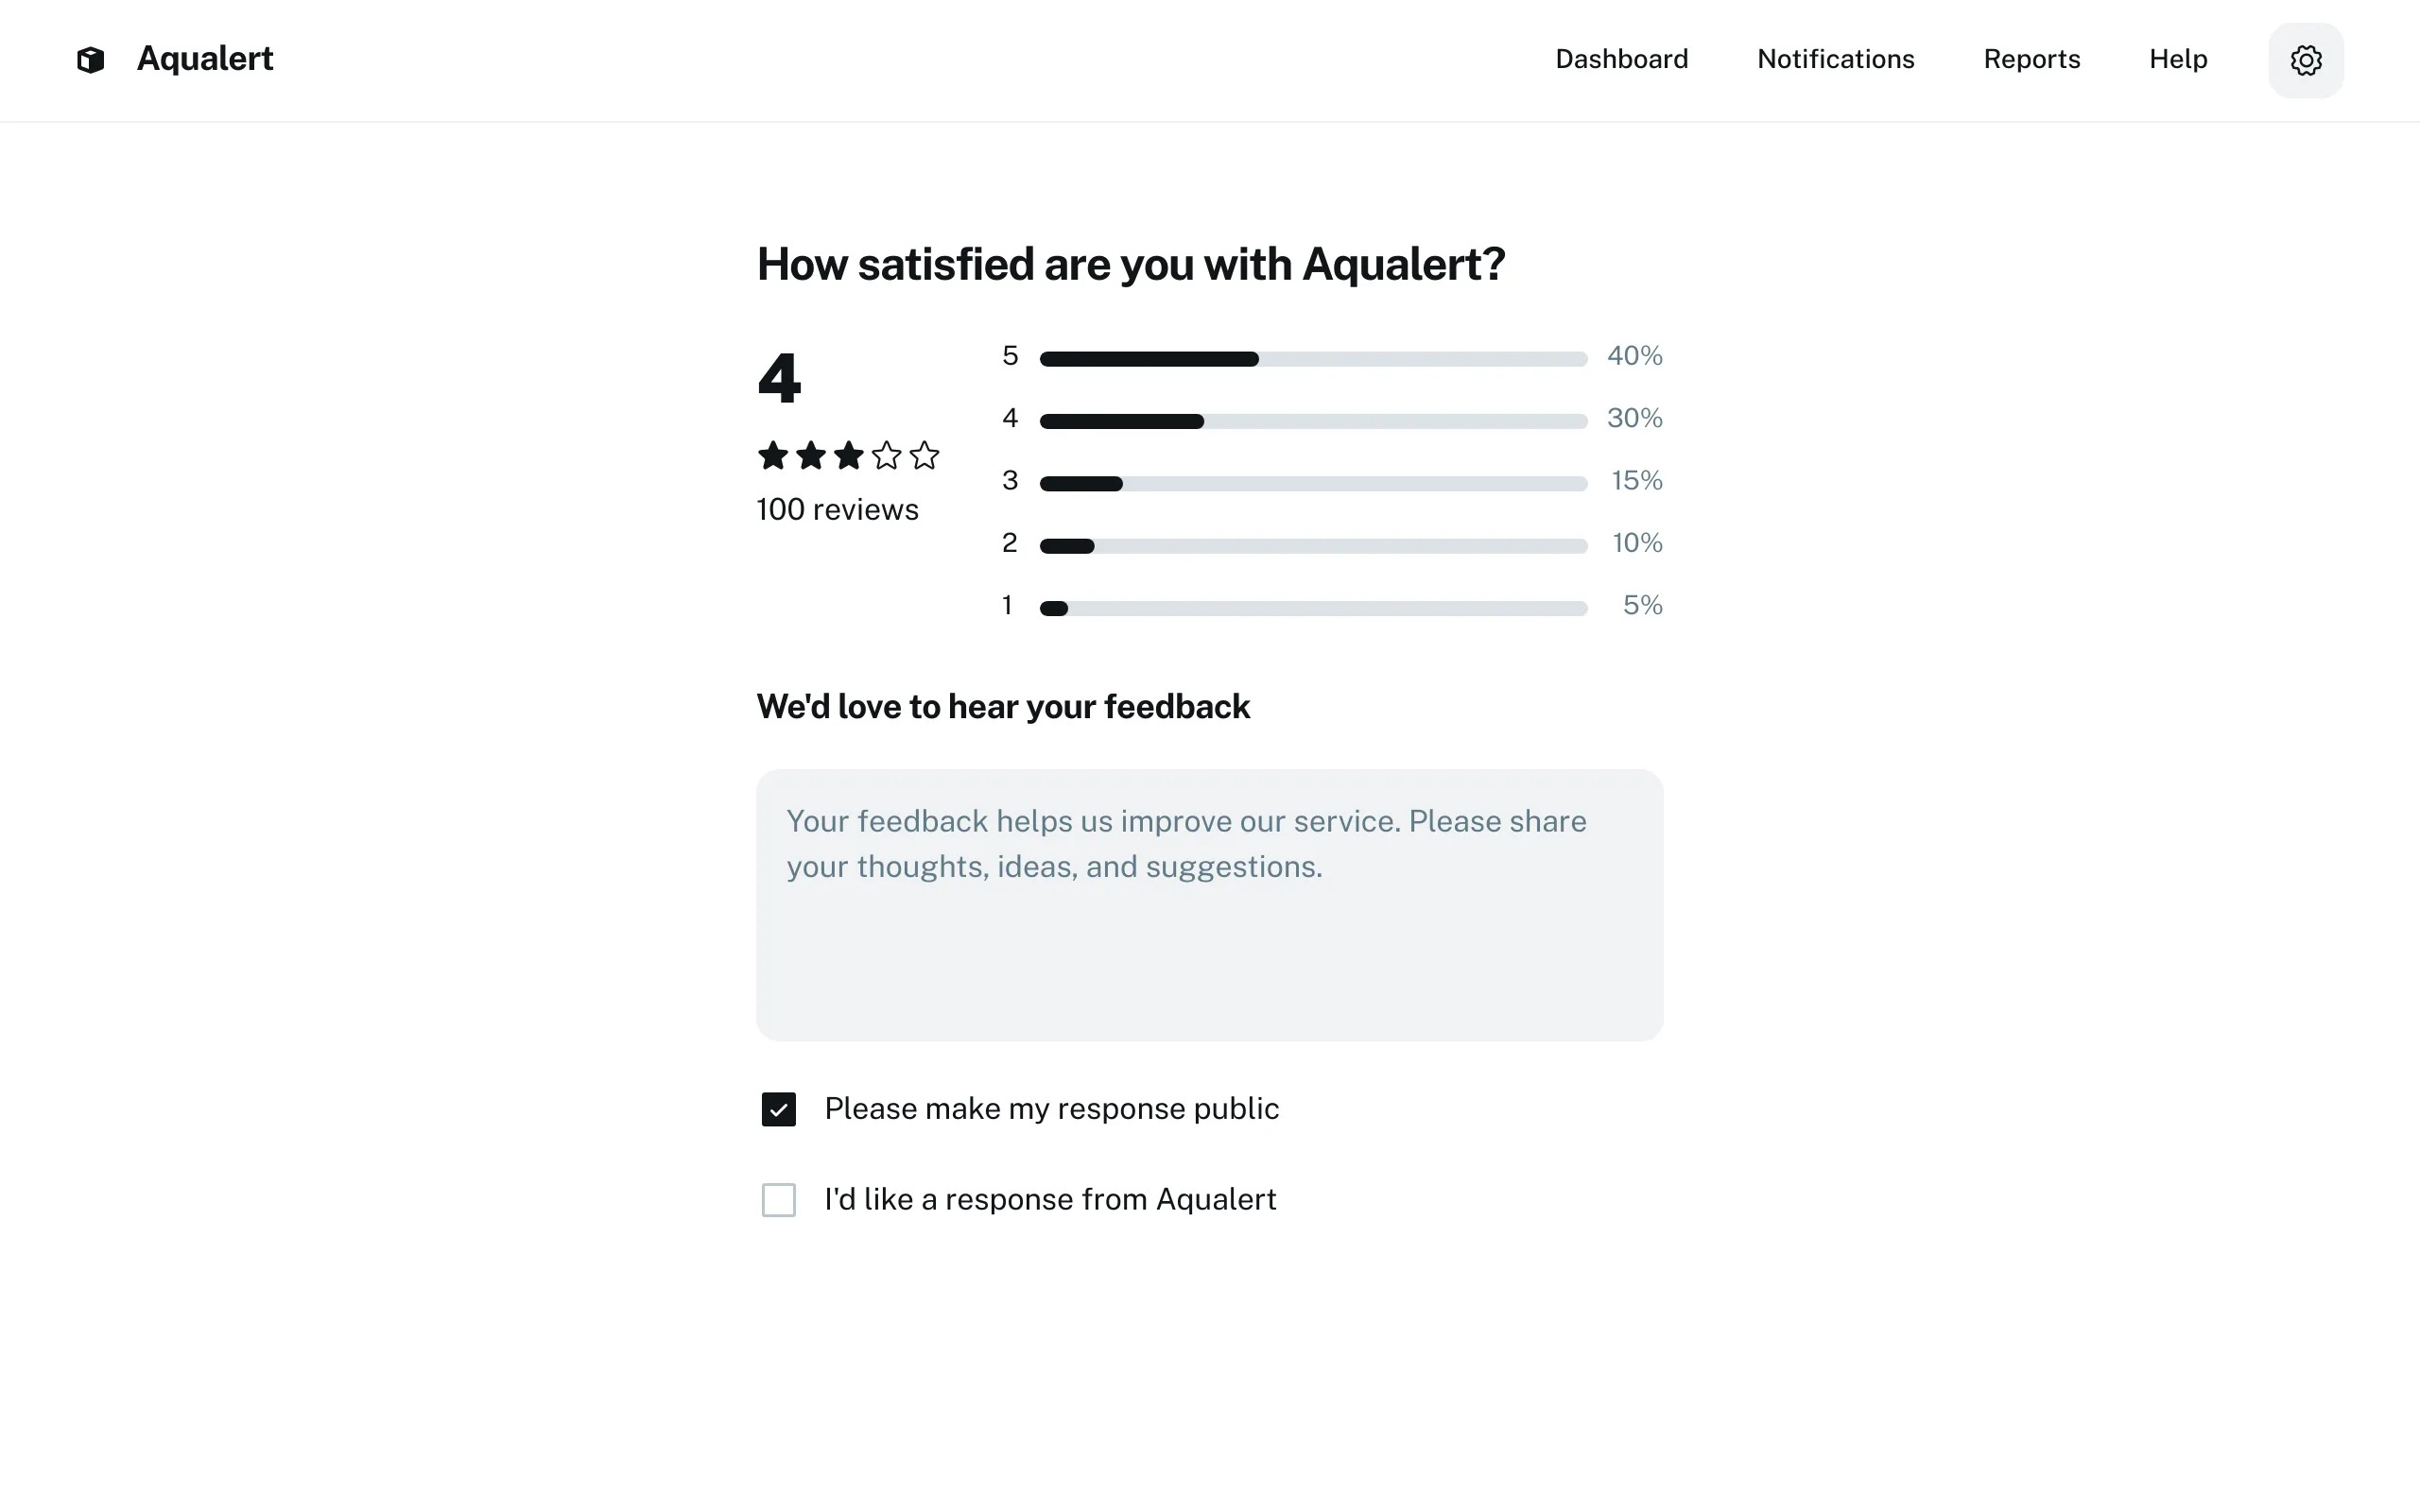 Aqualert
Dashboard
Notifications
Reports
Help
How satisfied are you with Aqualert?
4
100 reviews
5 40%
4 30%
3 15%
2 10%
1 5%
We'd love to hear your feedback
Your feedback helps us improve our service. Please share
your thoughts, ideas, and suggestions.
Please make my response public
I'd like a response from Aqualert